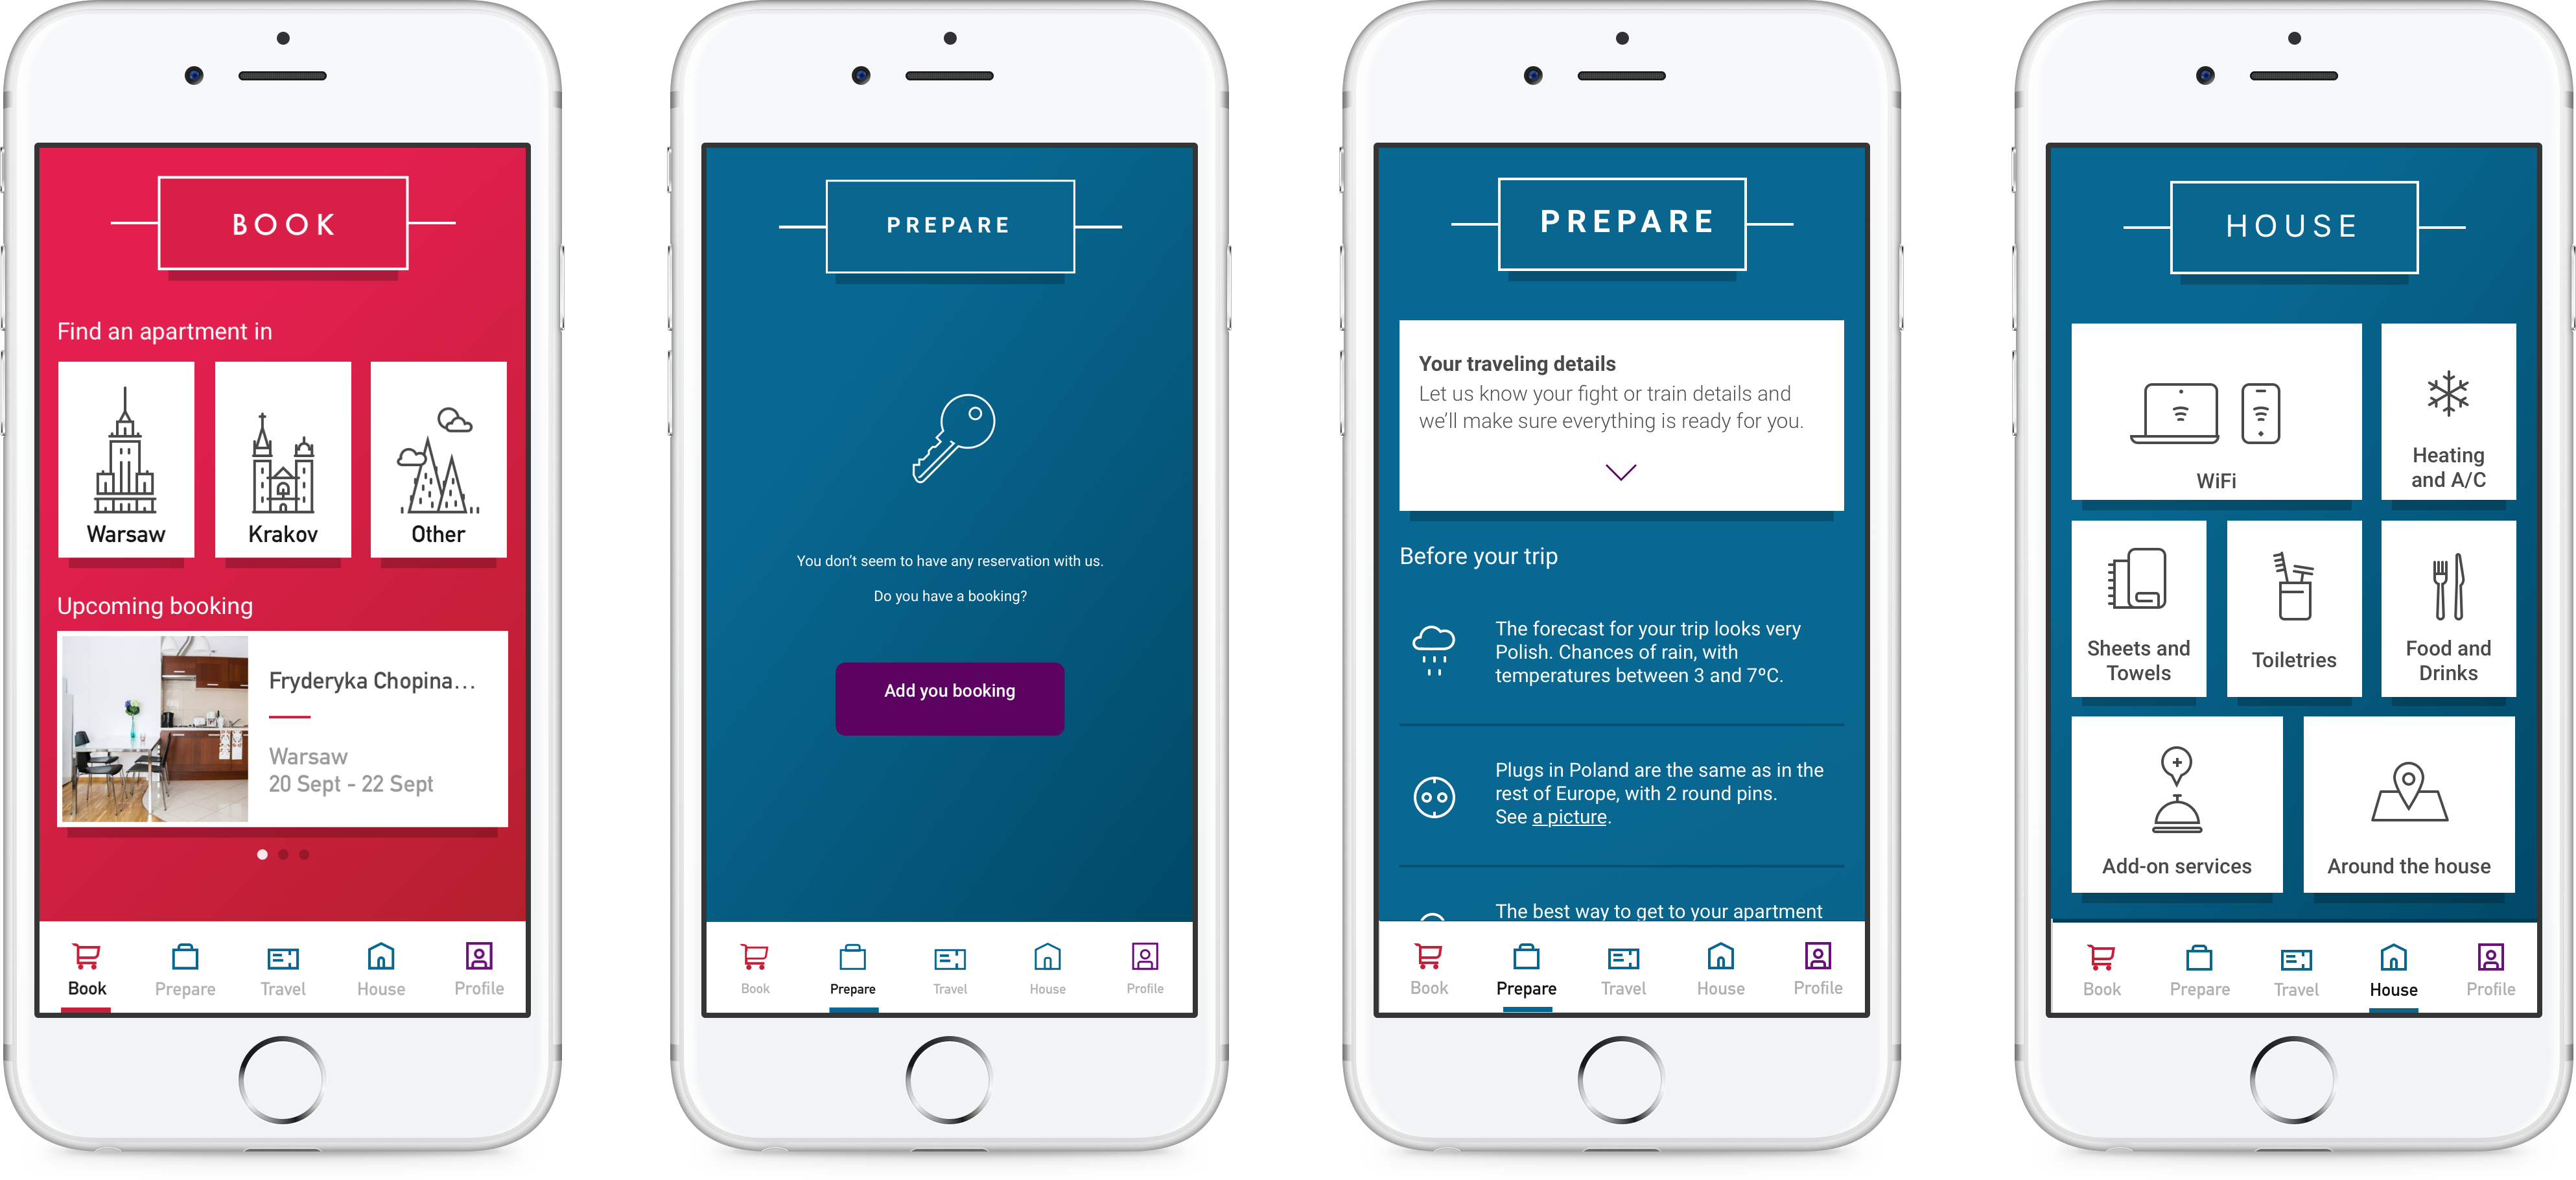 BOOK
Find an apartment in
Warsaw
Krakov
Other
Upcoming booking
Fryderyka Chopina...
Warsaw
20 Sept - 22 Sept
Book
Prepare
Travel
House
Profile
PREPARE
You don't seem to have any reservation with us.
Do you have a booking?
Add you booking
Book
Prepare
Travel
House
Profile
PREPARE
Your traveling details
Let us know your fight or train details and
we'll make sure everything is ready for you.
Before your trip
The forecast for your trip looks very
Polish. Chances of rain, with
temperatures between 3 and 7ºC.
Plugs in Poland are the same as in the
rest of Europe, with 2 round pins.
See a picture.
The best way to get to your apartment
Book
Prepare
Travel
House
Profile
HOUSE
WiFi
Heating
and A/C
Sheets and
Towels
Toiletries
Food and
Drinks
Add-on services
Around the house
Book
Prepare
Travel
House
Profile